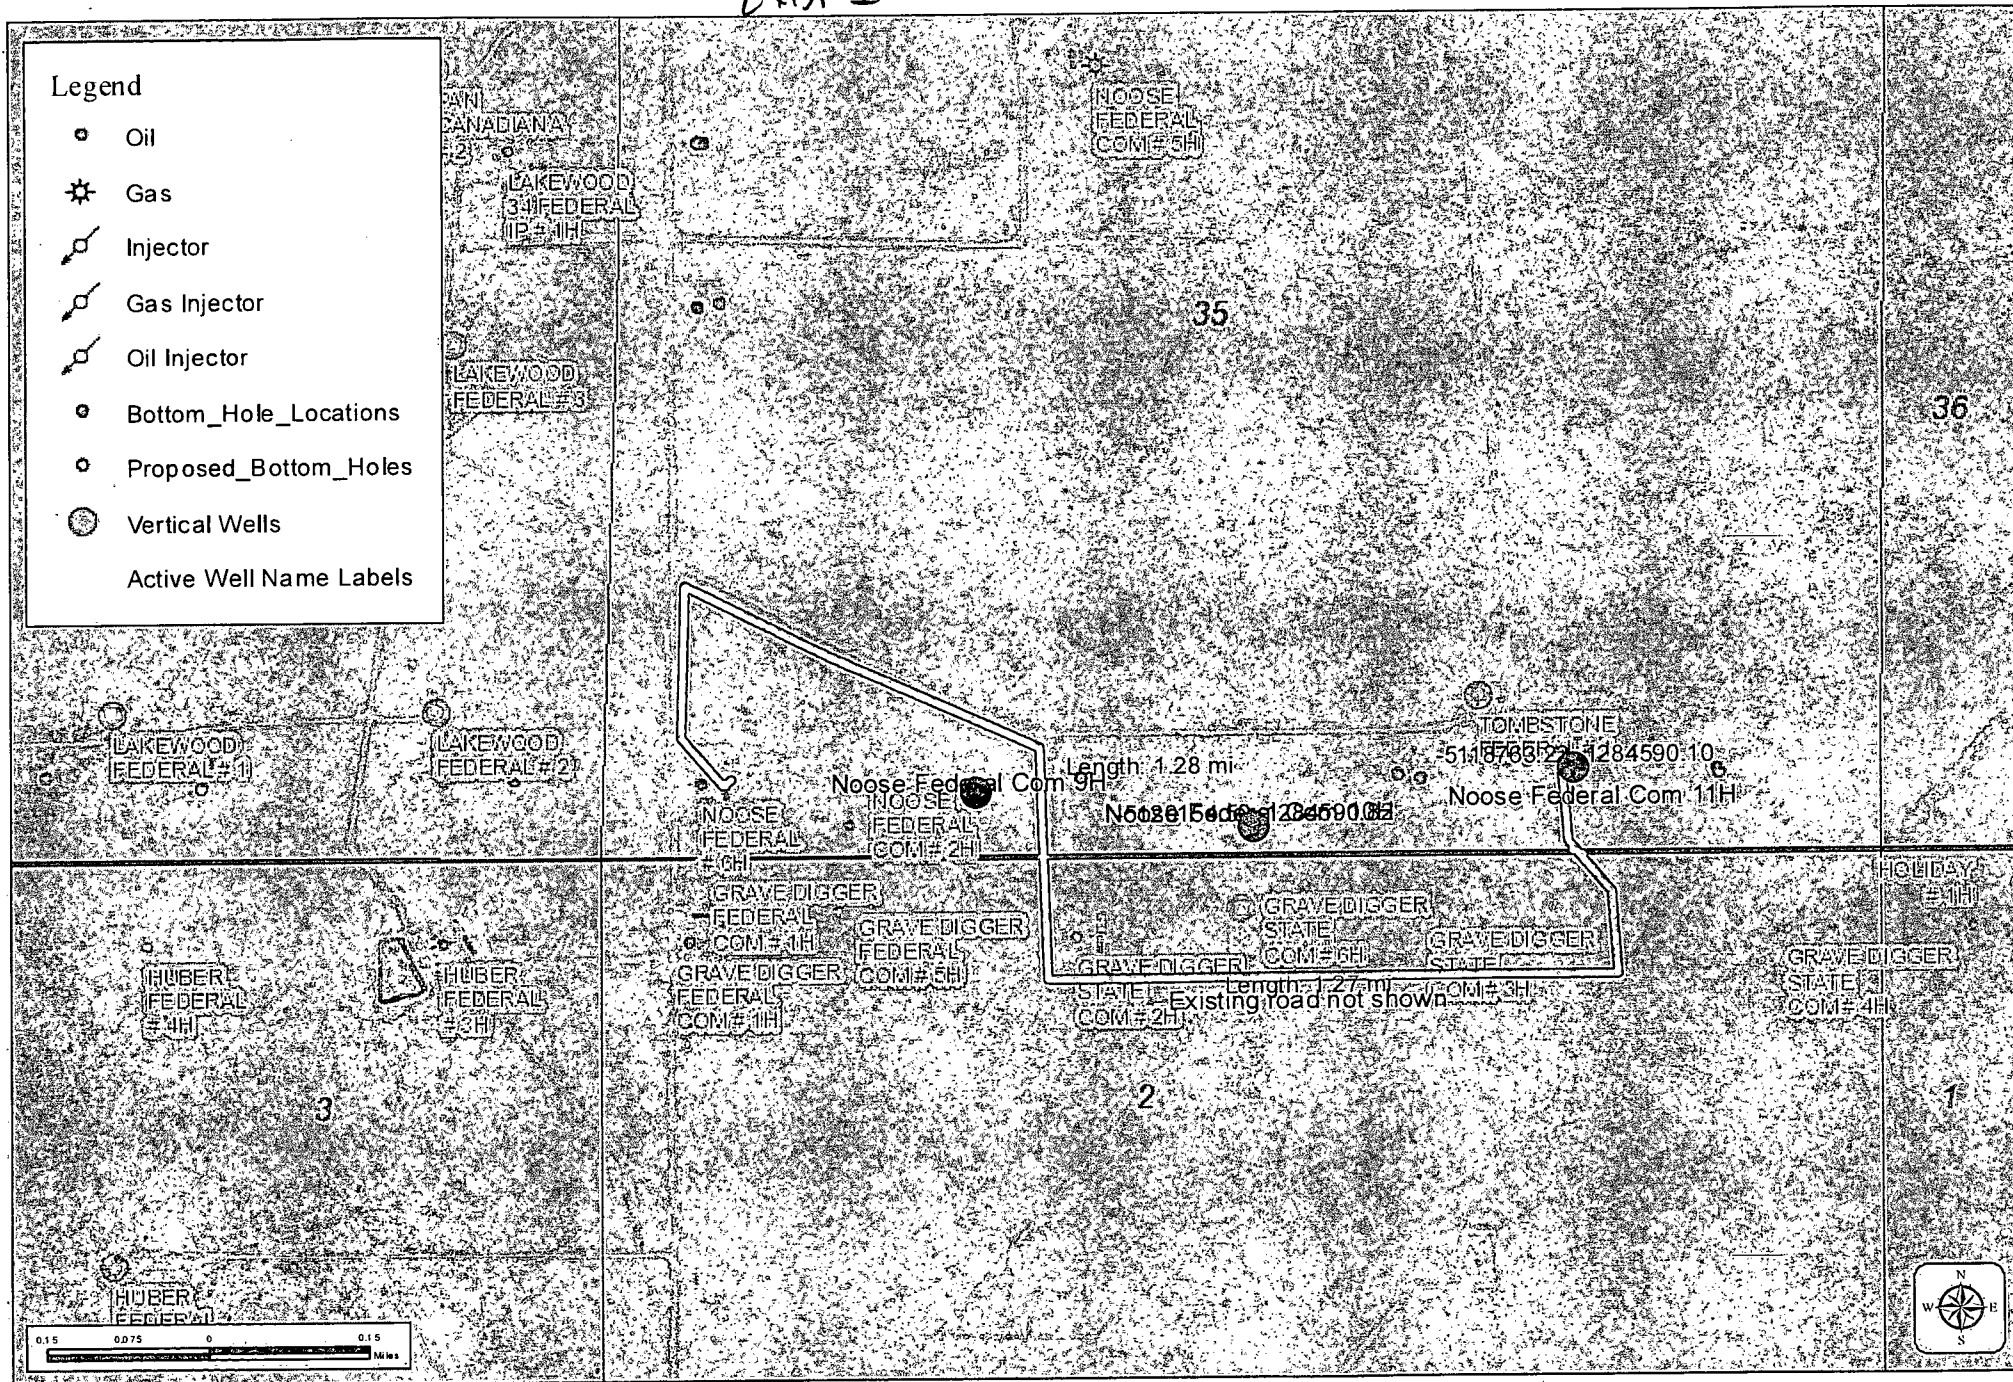 Legend
Oil
Gas
Injector
Gas Injector
Oil Injector
Bottom_Hole_Locations
Proposed_Bottom_Holes
Vertical Wells
Active Well Name Labels
CANADIANA
LAKEWOOD
34 FEDERAL
IP # 1H
NOOSE
FEDERAL
COM # 5H
35
36
LAKEWOOD
FEDERAL # 3
LAKEWOOD
FEDERAL # 1
LAKEWOOD
FEDERAL # 2
TOMBSTONE
1284590.10
Length: 1.28 mi
Noose Federal Com 9H
Noose Federal Com 11H
NOOSE
FEDERAL
# 6H
NOOSE
FEDERAL
COM # 2H
HOLIDAY
# 1H
GRAVE DIGGER
FEDERAL
COM # 1H
GRAVE DIGGER
FEDERAL
COM # 5H
GRAVE DIGGER
STATE
COM # 6H
GRAVE DIGGER
STATE
COM # 3H
GRAVE DIGGER
STATE
COM # 4H
HUBER
FEDERAL
# 4H
HUBER
FEDERAL
# 3H
GRAVE DIGGER
FEDERAL
COM # 1H
GRAVE DIGGER
STATE
COM # 2H
Length: 1.27 mi
Existing road not shown
3
2
1
HUBER
FEDERAL
0.15 0.075 0 0.15
Miles
N
W E
S